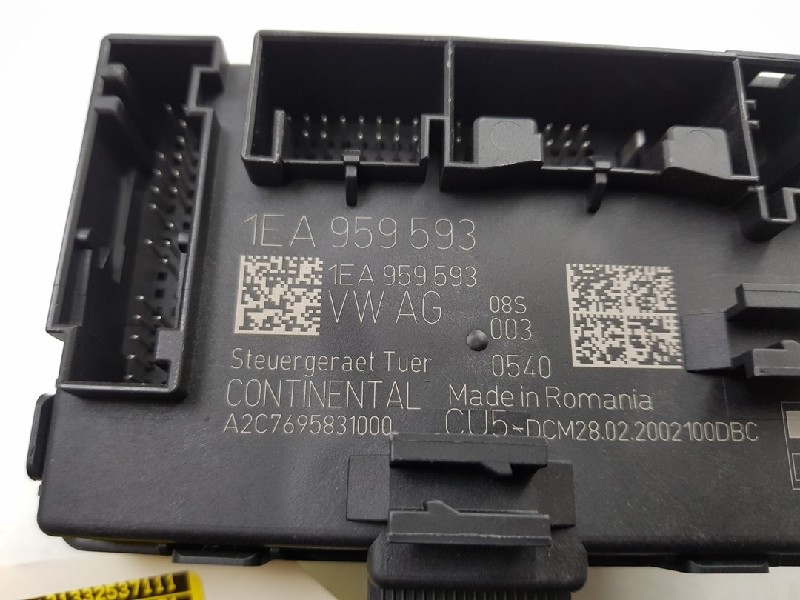 1EA 959 593
1EA 959 593
VW AG
08S
003
0540
Steuergeraet Tuer
CONTINENTAL
A2C7695831000
Made in Romania
CU5-DCM28.02.2002100DBC
21332537111